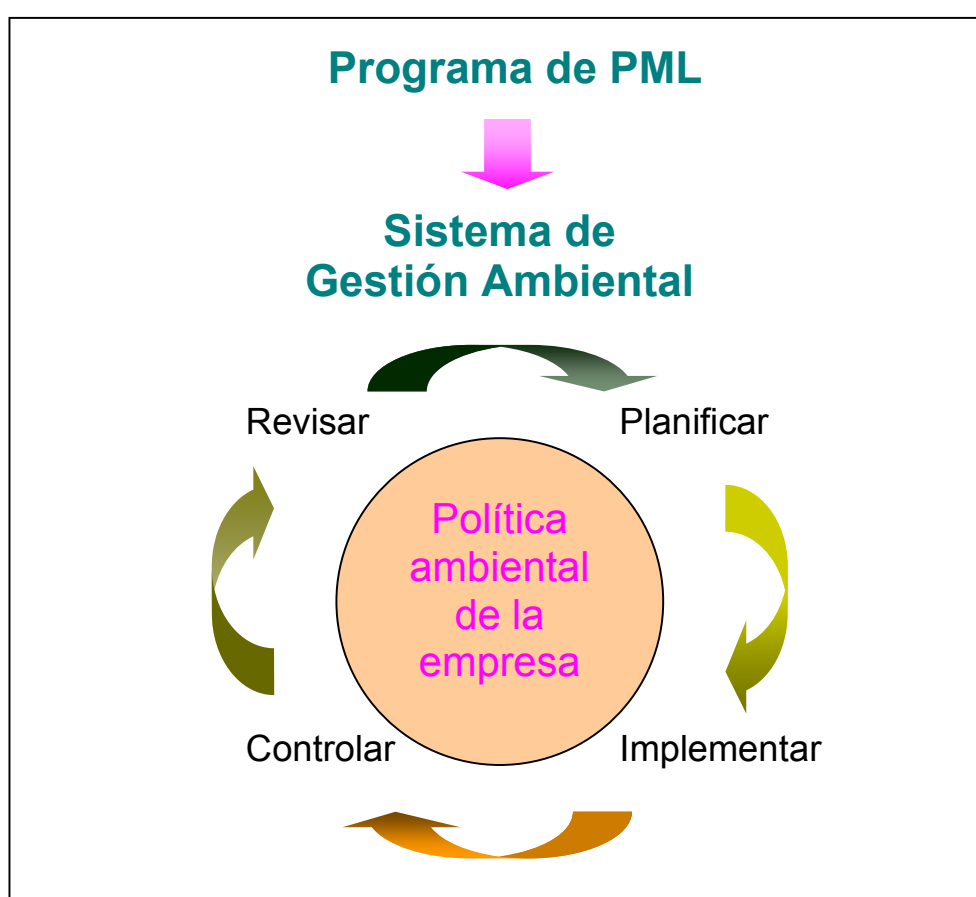 Programa de PML
Sistema de
Gestión Ambiental
Revisar
Planificar
Política
ambiental
de la
empresa
Controlar
Implementar